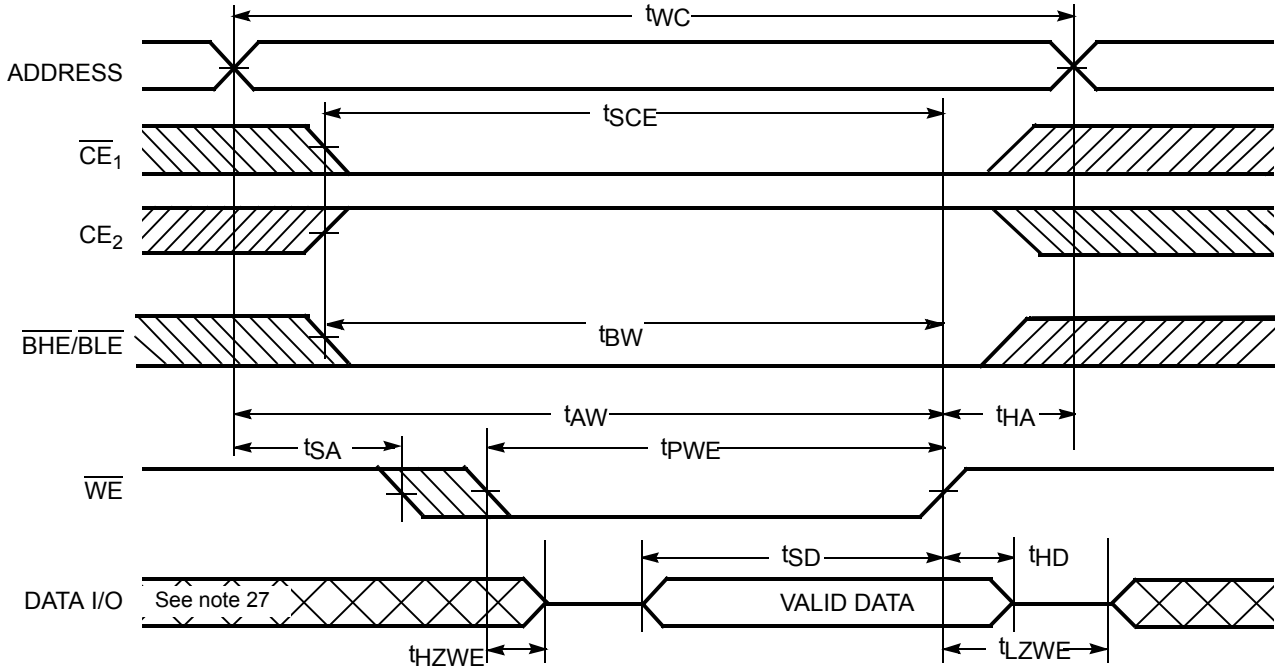 tWC
ADDRESS
tSCE
CE1
CE2
tBW
BHE/BLE
tAW
tHA
tSA
tPWE
WE
tSD
tHD
DATA I/O
See note 27
VALID DATA
tHZWE
tLZWE